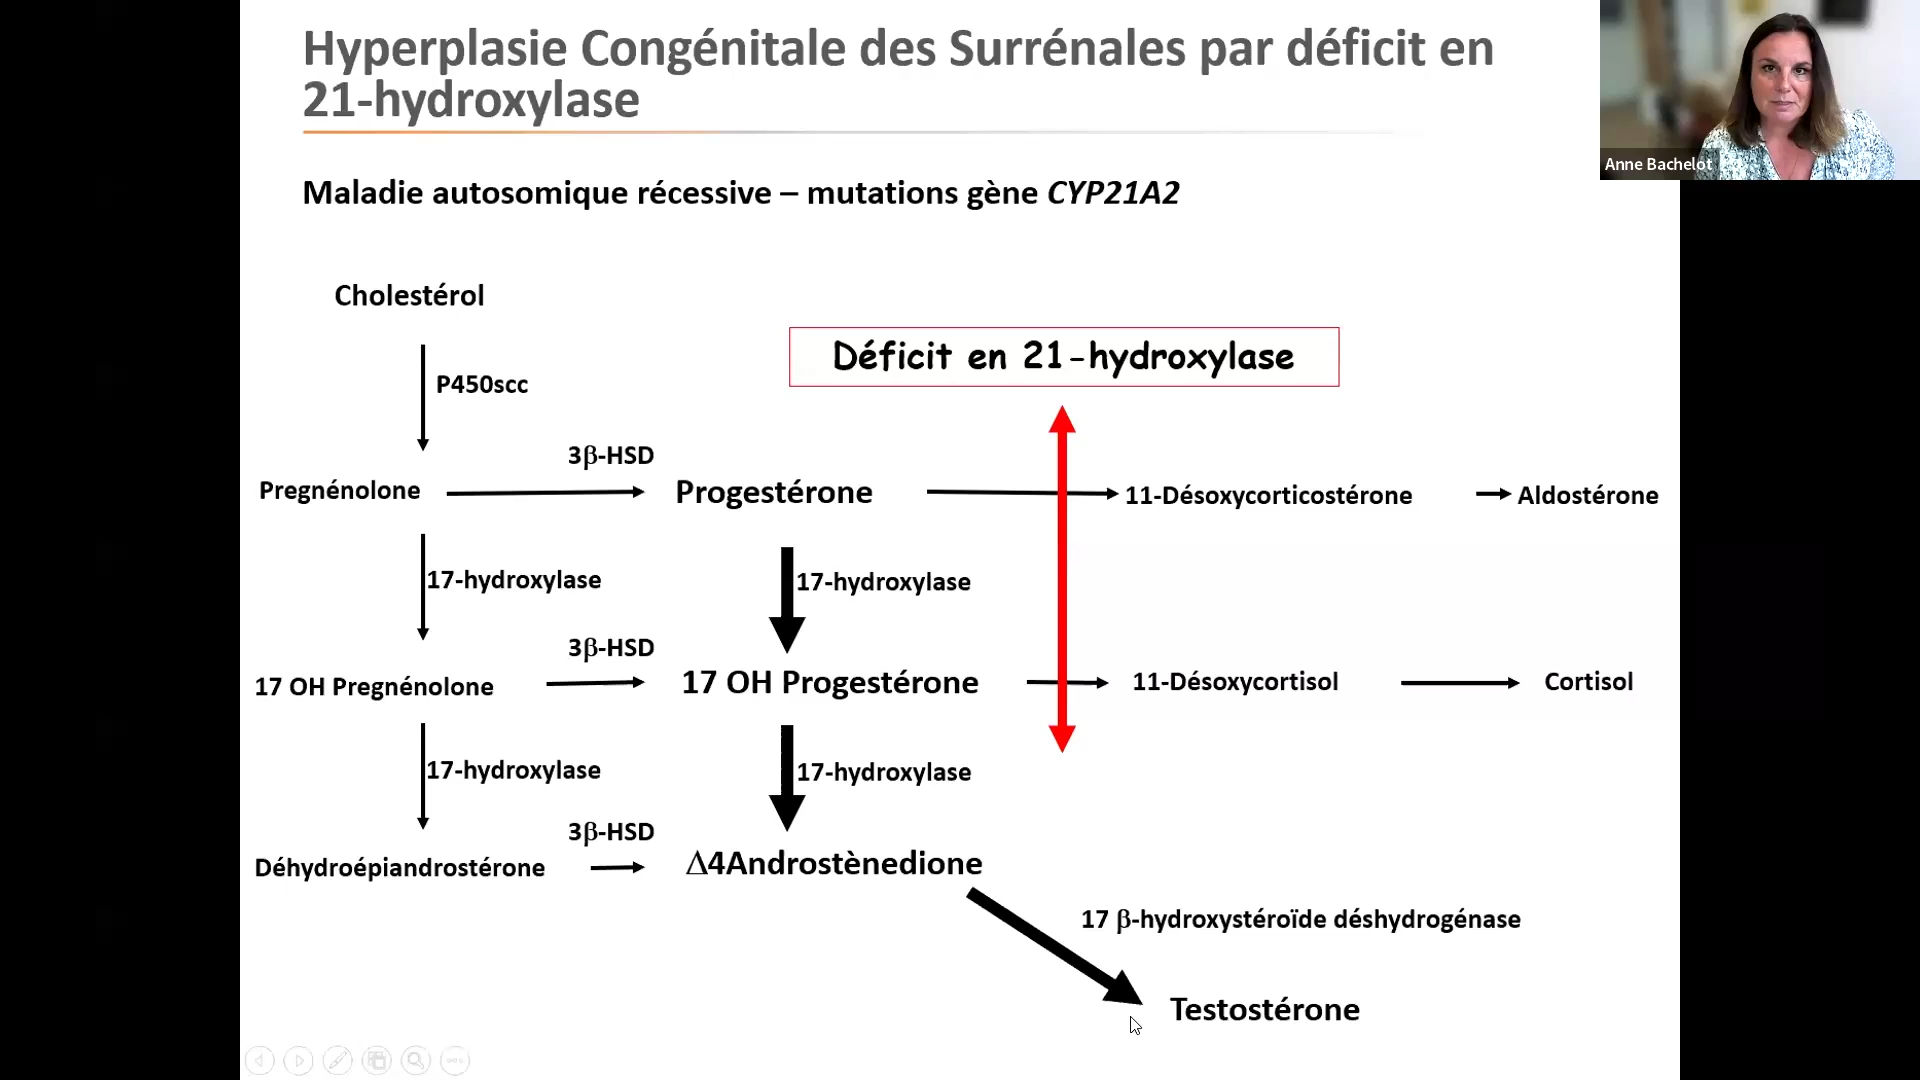 Hyperplasie Congénitale des Surrénales par déficit en
21-hydroxylase
Anne Bachelot
Maladie autosomique récessive – mutations gène CYP21A2
Cholestérol
Déficit en 21-hydroxylase
P450scc
3β-HSD
Pregnénolone
Progestérone
11-Désoxycorticostérone
Aldostérone
17-hydroxylase
17-hydroxylase
3β-HSD
17 OH Pregnénolone
17 OH Progestérone
11-Désoxycortisol
Cortisol
17-hydroxylase
17-hydroxylase
3β-HSD
Déhydroépiandrostérone
Δ4Androstènedione
17 β-hydroxystéroïde déshydrogénase
Testostérone